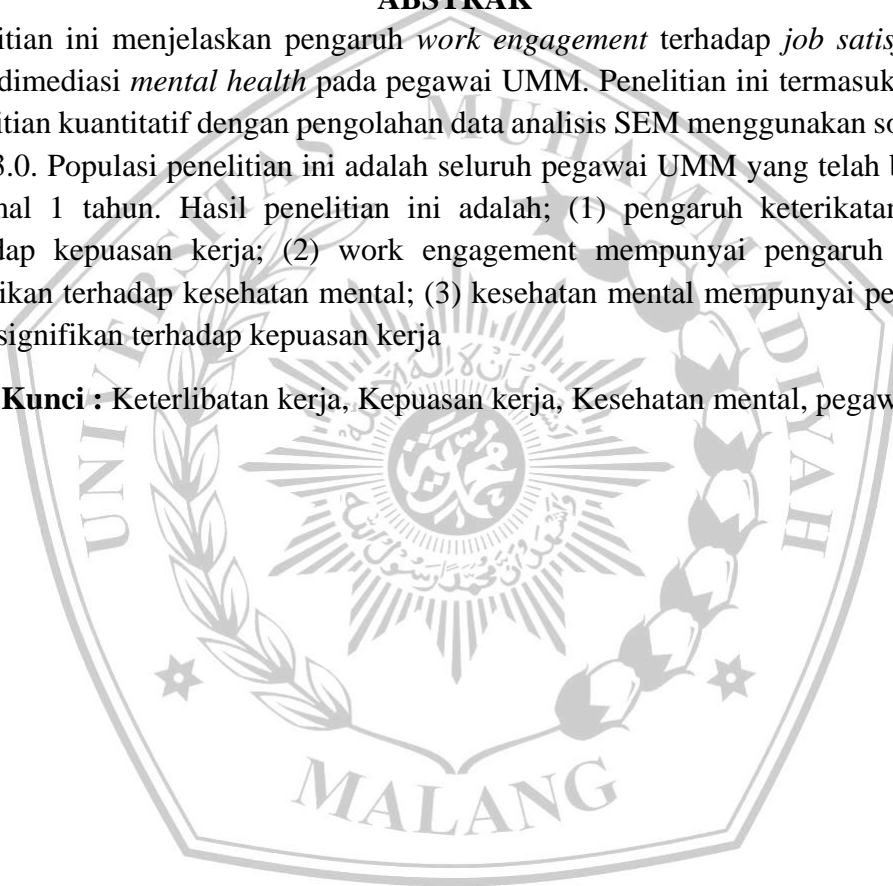 ABSTRAK
itian ini menjelaskan pengaruh work engagement terhadap job satis
dimediasi mental health pada pegawai UMM. Penelitian ini termasuk
itian kuantitatif dengan pengolahan data analisis SEM menggunakan so
3.0. Populasi penelitian ini adalah seluruh pegawai UMM yang telah b
nal 1 tahun. Hasil penelitian ini adalah; (1) pengaruh keterikatan
dap kepuasan kerja; (2) work engagement mempunyai pengaruh
ikan terhadap kesehatan mental; (3) kesehatan mental mempunyai pe
signifikan terhadap kepuasan kerja
Kunci : Keterlibatan kerja, Kepuasan kerja, Kesehatan mental, pegaw
UNIVERSITAS MUHAMMADIYAH
MALANG